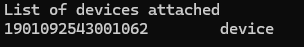 List of devices attached
1901092543001062 device